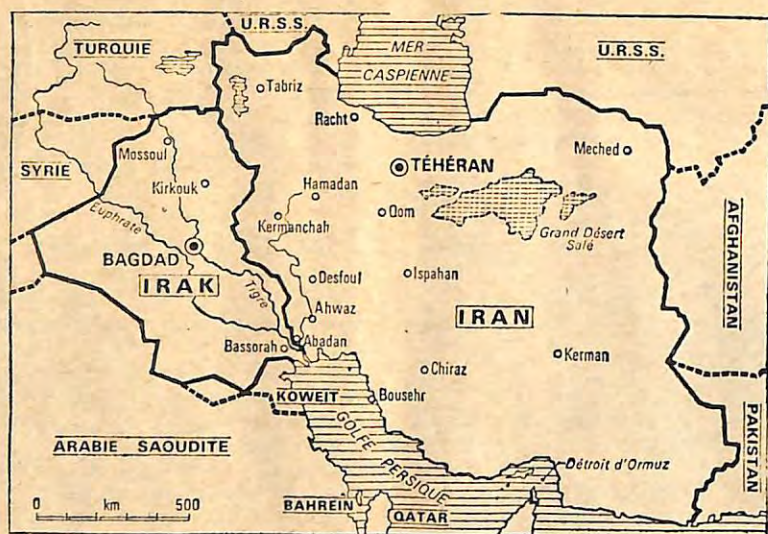 U.R.S.S.
TURQUIE
MER
CASPIENNE
U.R.S.S.
Tabriz
Racht
Mossoul
Meched
TÉHÉRAN
SYRIE
Kirkouk
Hamadan
Qom
Kermanchah
Grand Désert
Salé
Euphrate
BAGDAD
IRAK
Tigre
Desfoul
Ispahan
AFGHANISTAN
Ahwaz
IRAN
Abadan
Bassorah
Chiraz
Kerman
KOWEIT
Bousehr
PAKISTAN
ARABIE SAOUDITE
GOLFE PERSIQUE
Détroit d'Ormuz
0 km 500
BAHREIN
QATAR